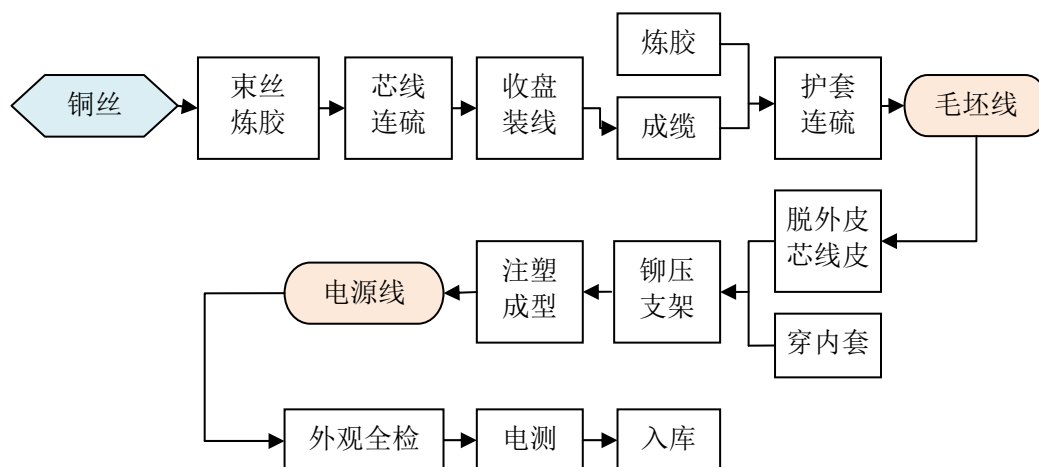 铜丝
束丝
炼胶
芯线
连硫
收盘
装线
炼胶
成缆
护套
连硫
毛坯线
脱外皮
芯线皮
穿内套
铆压
支架
注塑
成型
电源线
外观全检
电测
入库